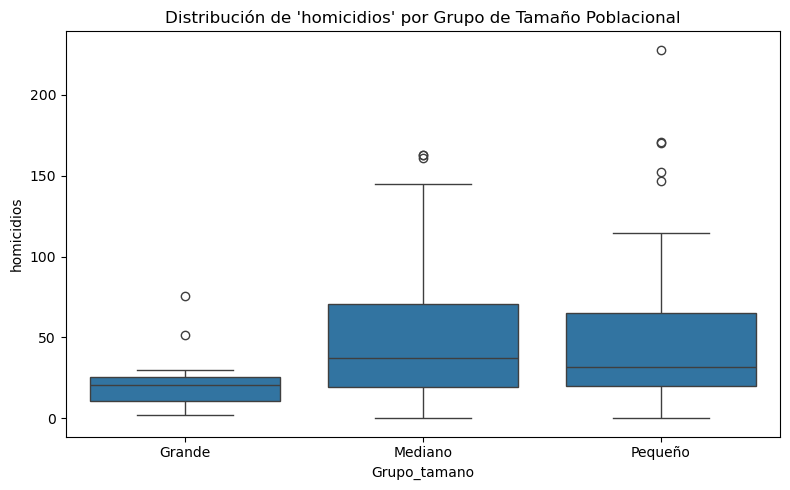 Distribución de 'homicidios' por Grupo de Tamaño Poblacional
200
150
100
50
0
homicidios
Grande Mediano Pequeño
Grupo_tamano